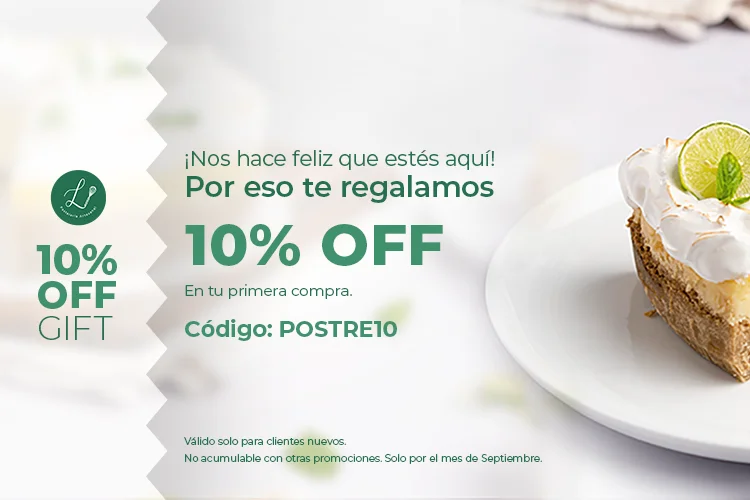 10%
OFF
GIFT
¡Nos hace feliz que estés aquí!
Por eso te regalamos
10% OFF
En tu primera compra.
Código: POSTRE10
Válido solo para clientes nuevos.
No acumulable con otras promociones. Solo por el mes de Septiembre.